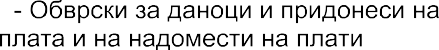 - Обврски за даноци и придонеси на
плата и на надомести на плати